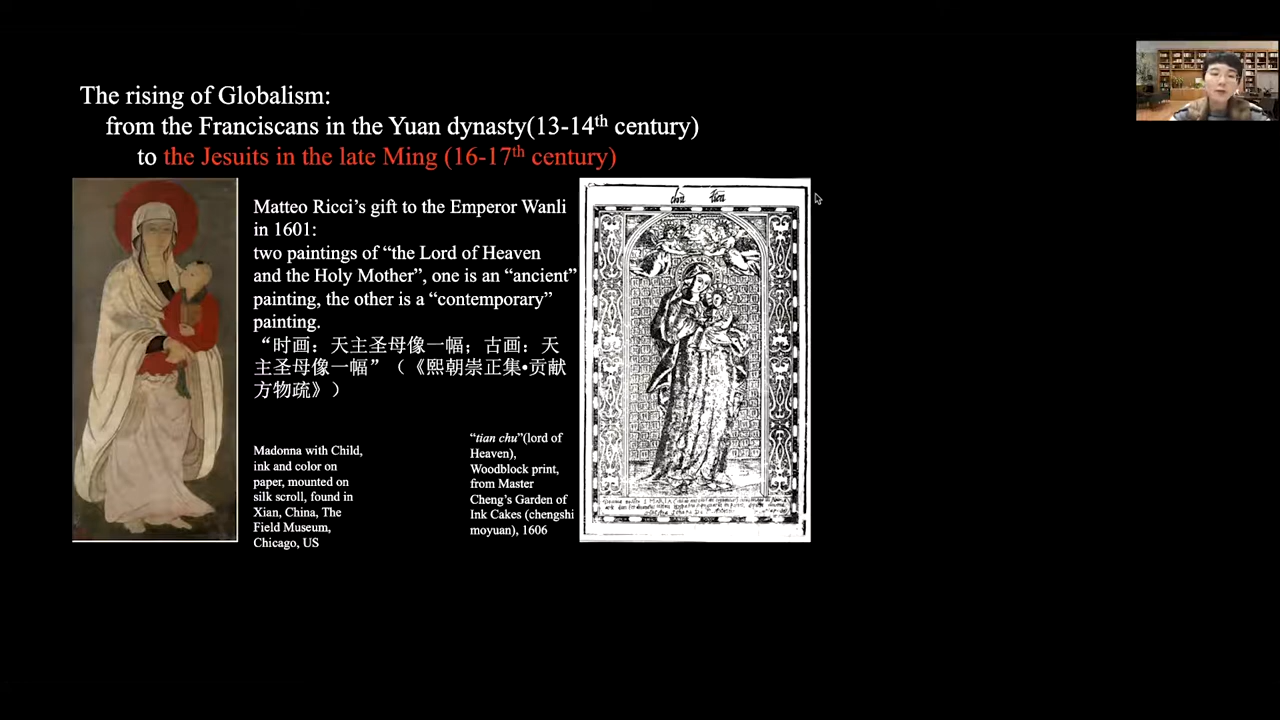 The rising of Globalism:
from the Franciscans in the Yuan dynasty(13-14th century)
to the Jesuits in the late Ming (16-17th century)
Matteo Ricci's gift to the Emperor Wanli
in 1601:
two paintings of “the Lord of Heaven
and the Holy Mother”, one is an “ancient”
painting, the other is a “contemporary”
painting.
“时画：天主圣母像一幅；古画：天
主圣母像一幅”（《熙朝崇正集•贡献
方物疏》）
Madonna with Child,
ink and color on
paper, mounted on
silk scroll, found in
Xian, China, The
Field Museum,
Chicago, US
“tian chu”(lord of
Heaven),
Woodblock print,
from Master
Cheng’s Garden of
Ink Cakes (chengshi
moyuan), 1606